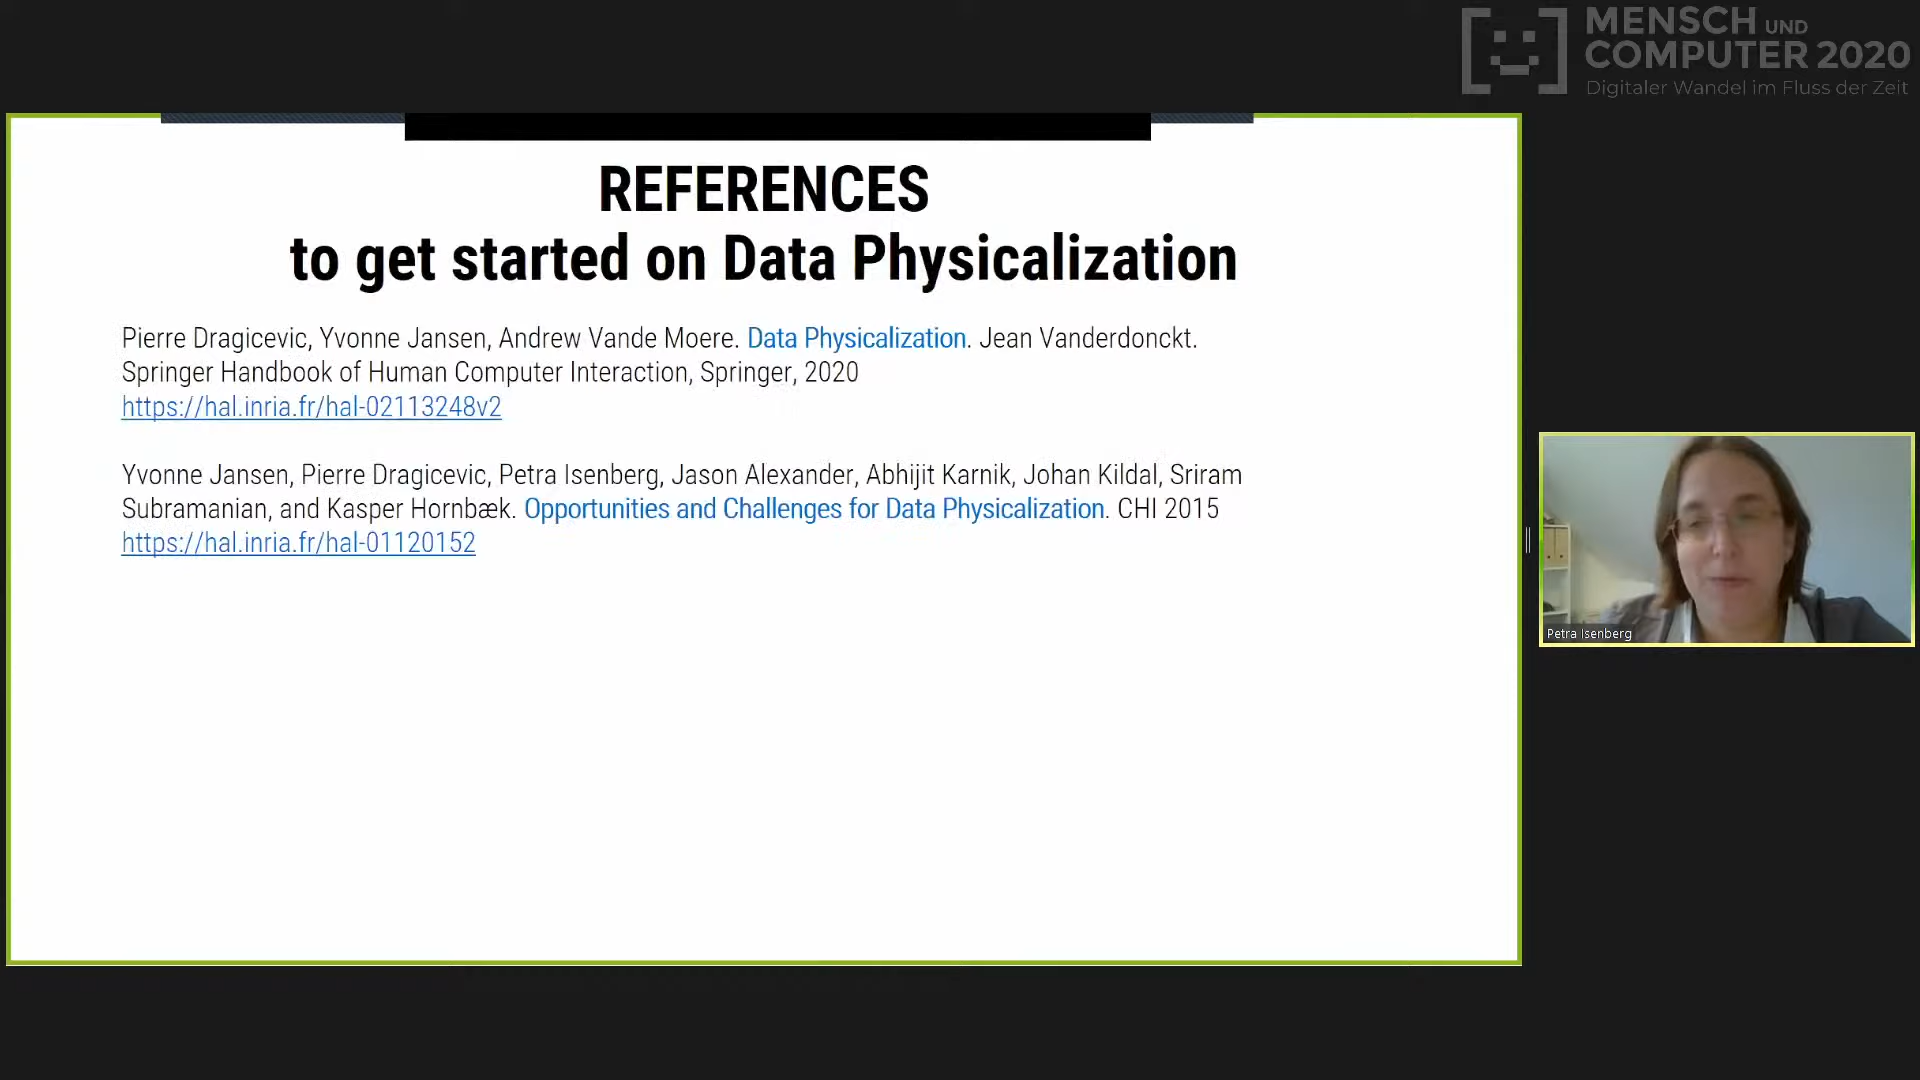 MENSCH UND
COMPUTER 2020
Digitaler Wandel im Fluss der Zeit
REFERENCES
to get started on Data Physicalization
Pierre Dragicevic, Yvonne Jansen, Andrew Vande Moere. Data Physicalization. Jean Vanderdonckt.
Springer Handbook of Human Computer Interaction, Springer, 2020
https://hal.inria.fr/hal-02113248v2
Yvonne Jansen, Pierre Dragicevic, Petra Isenberg, Jason Alexander, Abhijit Karnik, Johan Kildal, Sriram
Subramanian, and Kasper Hornbæk. Opportunities and Challenges for Data Physicalization. CHI 2015
https://hal.inria.fr/hal-01120152
Petra Isenberg